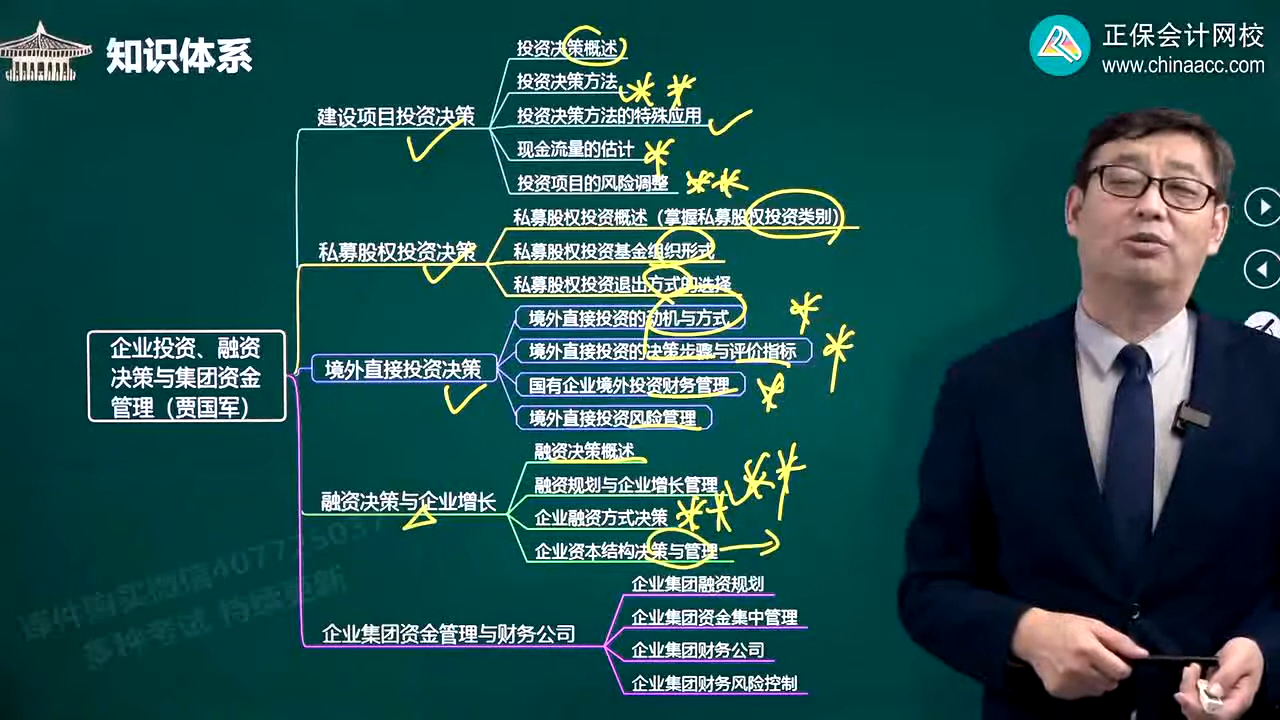 知识体系
正保会计网校
www.chinaacc.com
企业投资、融资
决策与集团资金
管理（贾国军）
建设项目投资决策
投资决策概述
投资决策方法
投资决策方法的特殊应用
现金流量的估计
投资项目的风险调整
私募股权投资决策
私募股权投资概述（掌握私募股权投资类别）
私募股权投资基金组织形式
私募股权投资退出方式的选择
境外直接投资决策
境外直接投资的动机与方式
境外直接投资的决策步骤与评价指标
国有企业境外投资财务管理
境外直接投资风险管理
融资决策与企业增长
融资决策概述
融资规划与企业增长管理
企业融资方式决策
企业资本结构决策与管理
企业集团资金管理与财务公司
企业集团融资规划
企业集团资金集中管理
企业集团财务公司
企业集团财务风险控制
多种考试 持续更新